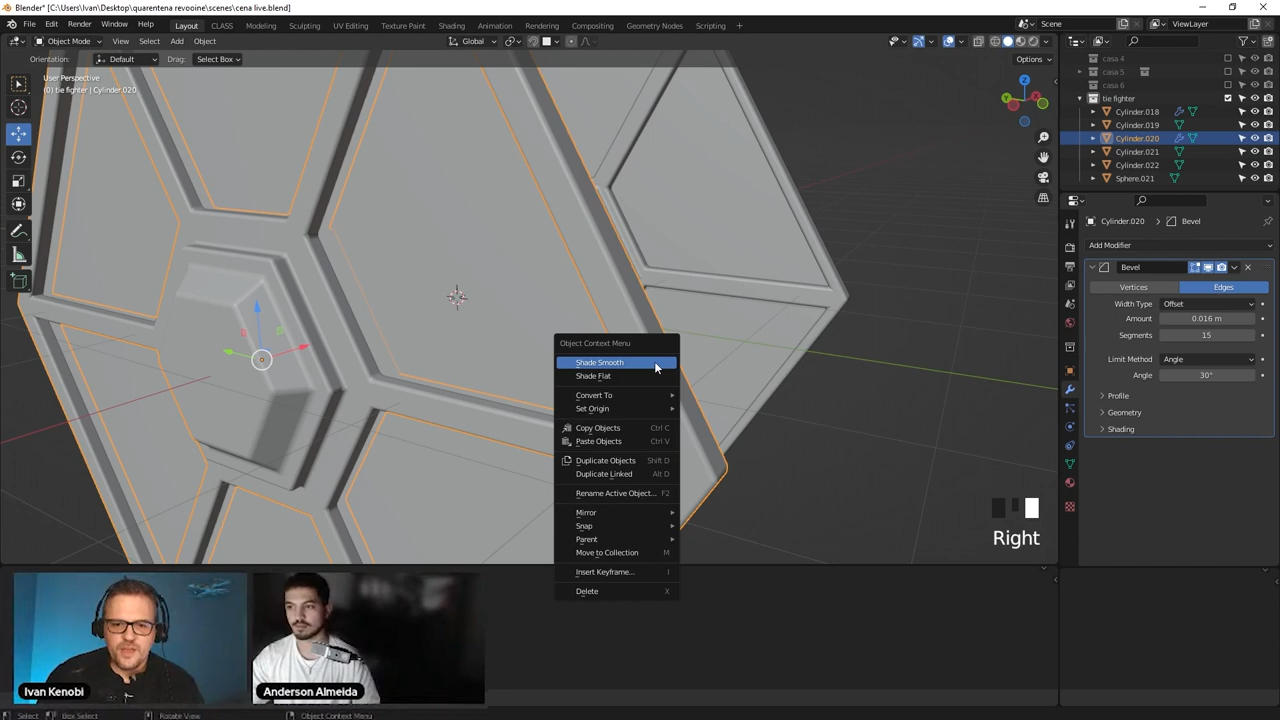 Blender* [C:\Users\Ivan\Desktop\quarentena revooine\scenes\cena live.blend]
File Edit Render Window Help Layout CLASS Modeling Sculpting UV Editing Texture Paint Shading Animation Rendering Compositing Geometry Nodes Scripting + Scene ViewLayer
Object Mode View Select Add Object Global
Orientation: Default Drag: Select Box Options
User Perspective
(0) tie fighter | Cylinder.020
casa 4
casa 5
casa 6
tie fighter
Cylinder.018
Cylinder.019
Cylinder.020
Cylinder.021
Cylinder.022
Sphere.021
Z
X
Y
Cylinder.020 > Bevel
Add Modifier
Bevel
Vertices Edges
Width Type Offset
Amount 0.016 m
Segments 15
Limit Method Angle
Angle 30°
Profile
Geometry
Shading
Object Context Menu
Shade Smooth
Shade Flat
Convert To
Set Origin
Copy Objects Ctrl C
Paste Objects Ctrl V
Duplicate Objects Shift D
Duplicate Linked Alt D
Rename Active Object... F2
Mirror
Snap
Parent
Move to Collection M
Insert Keyframe... I
Delete X
Right
Ivan Kenobi
Anderson Almeida
Select Box Select Rotate View Object Context Menu